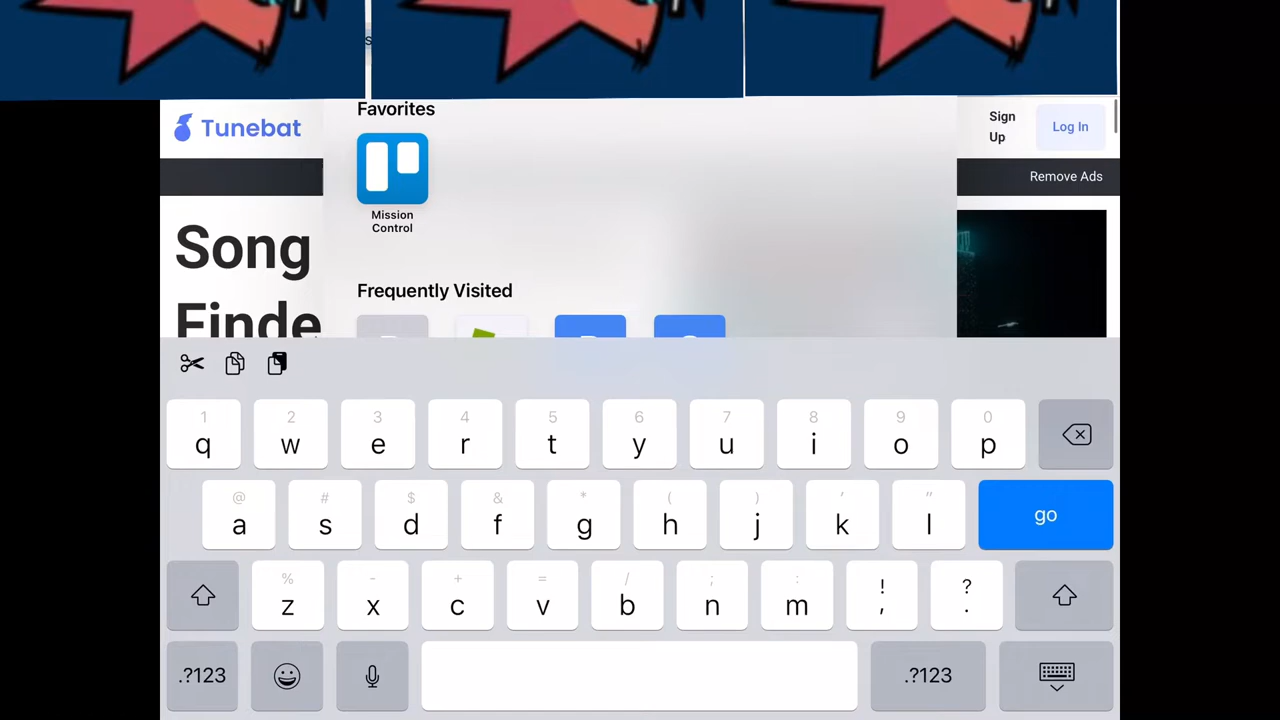 Favorites
Tunebat
Sign
Up
Log In
Mission
Control
Remove Ads
Song
Finde
Frequently Visited
1 2 3 4 5 6 7 8 9 0
q w e r t y u i o p
@ # $ & * ( ) ' "
a s d f g h j k l go
% - + = / ; : ! ?
z x c v b n m , .
.?123 .?123